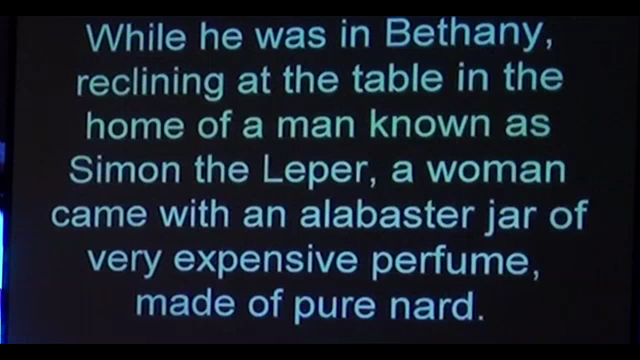 While he was in Bethany,
reclining at the table in the
home of a man known as
Simon the Leper, a woman
came with an alabaster jar of
very expensive perfume,
made of pure nard.